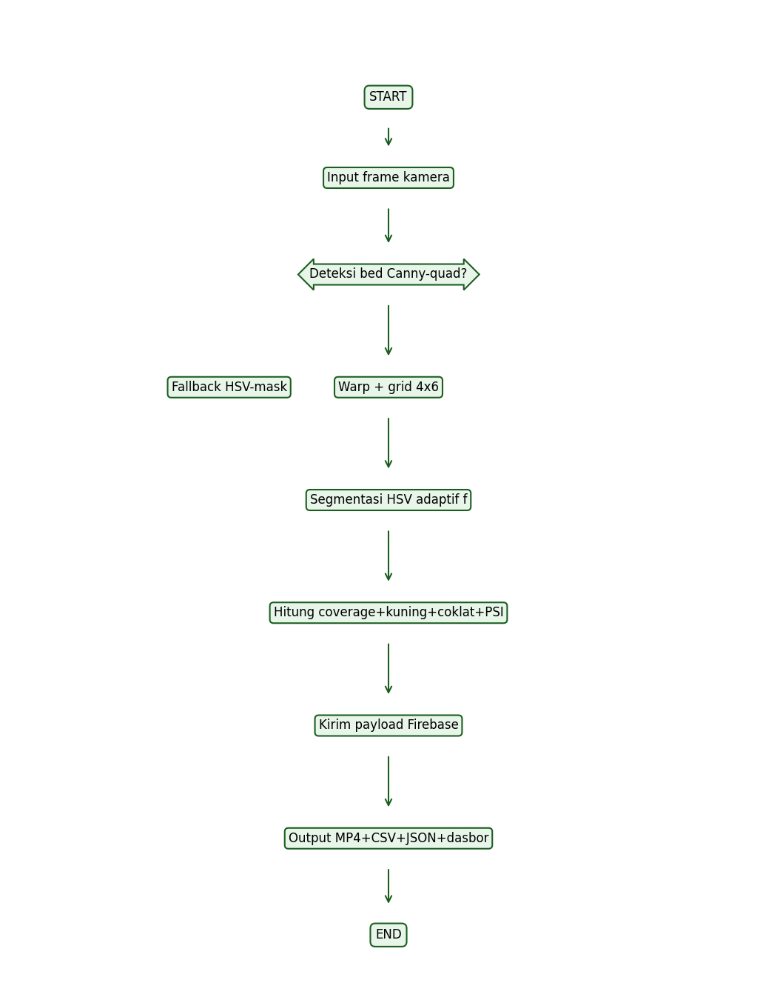 START
Input frame kamera
Deteksi bed Canny-quad?
Fallback HSV-mask
Warp + grid 4x6
Segmentasi HSV adaptif f
Hitung coverage+kuning+coklat+PSI
Kirim payload Firebase
Output MP4+CSV+JSON+dasbor
END